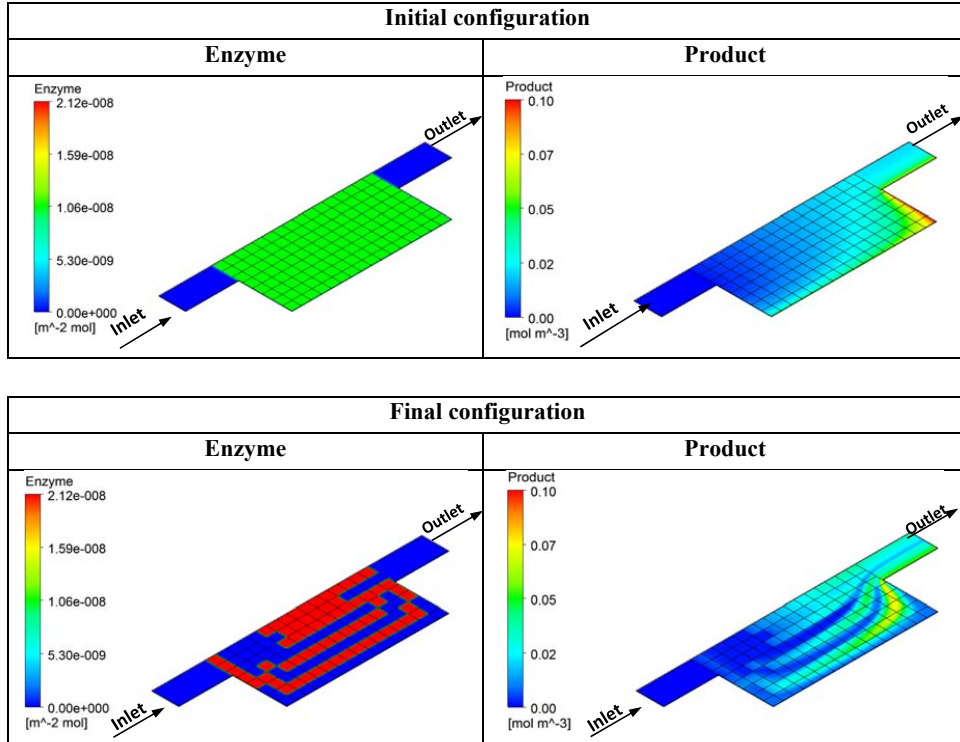 Initial configuration
Enzyme
Product
Enzyme
2.12e-008
1.59e-008
1.06e-008
5.30e-009
0.00e+000
[m^-2 mol]
Inlet
Outlet
Product
0.10
0.07
0.05
0.02
0.00
[mol m^-3]
Inlet
Outlet
Final configuration
Enzyme
Product
Enzyme
2.12e-008
1.59e-008
1.06e-008
5.30e-009
0.00e+000
[m^-2 mol]
Inlet
Outlet
Product
0.10
0.07
0.05
0.02
0.00
[mol m^-3]
Inlet
Outlet